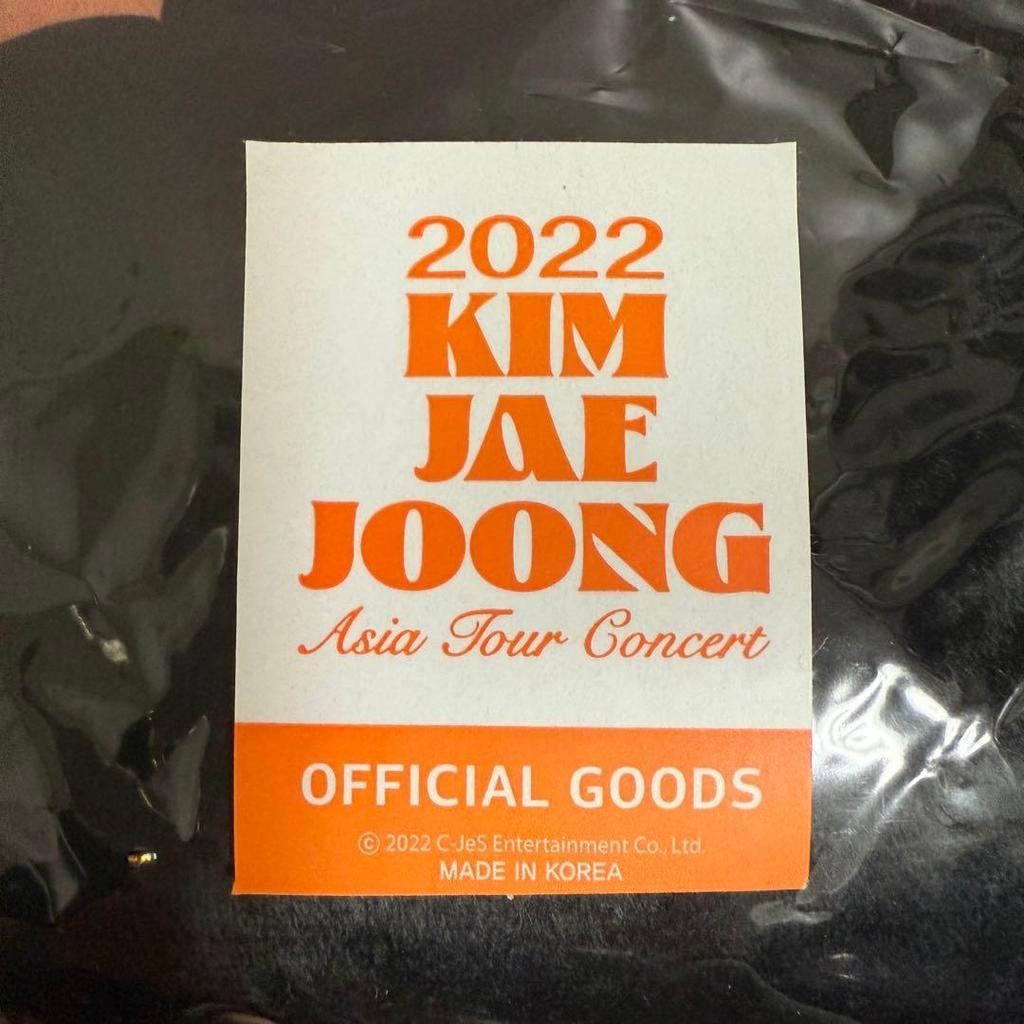 2022
KIM
JAE
JOONG
Asia Tour Concert
OFFICIAL GOODS
© 2022 C-JeS Entertainment Co., Ltd.
MADE IN KOREA